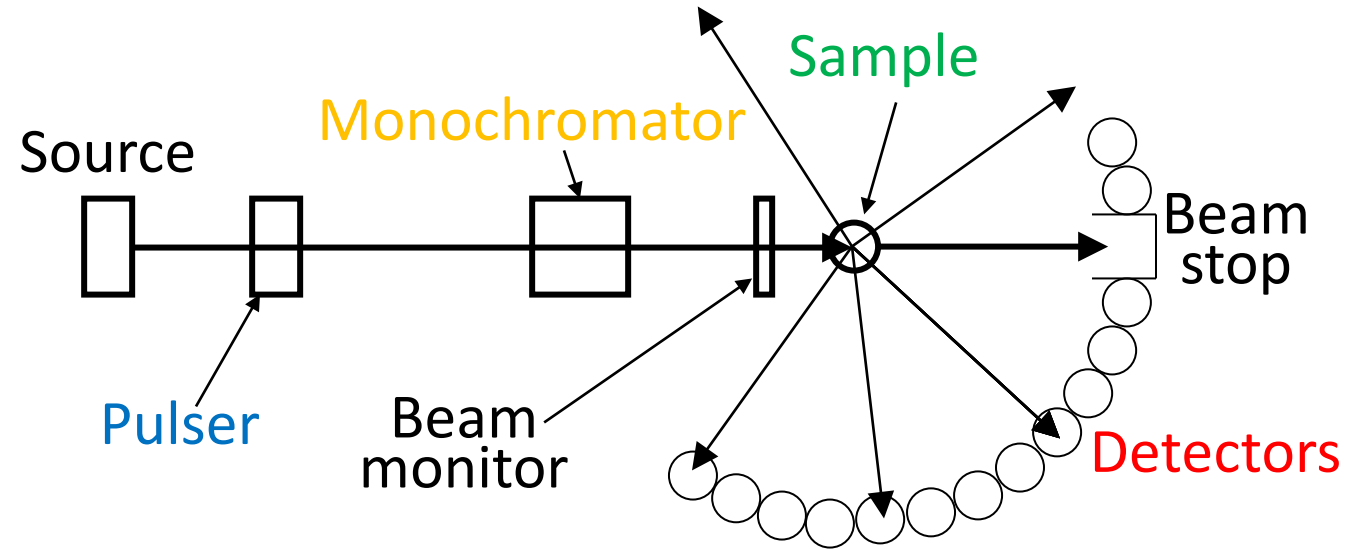 Sample
Monochromator
Source
Beam
stop
Beam
monitor
Pulser
Detectors